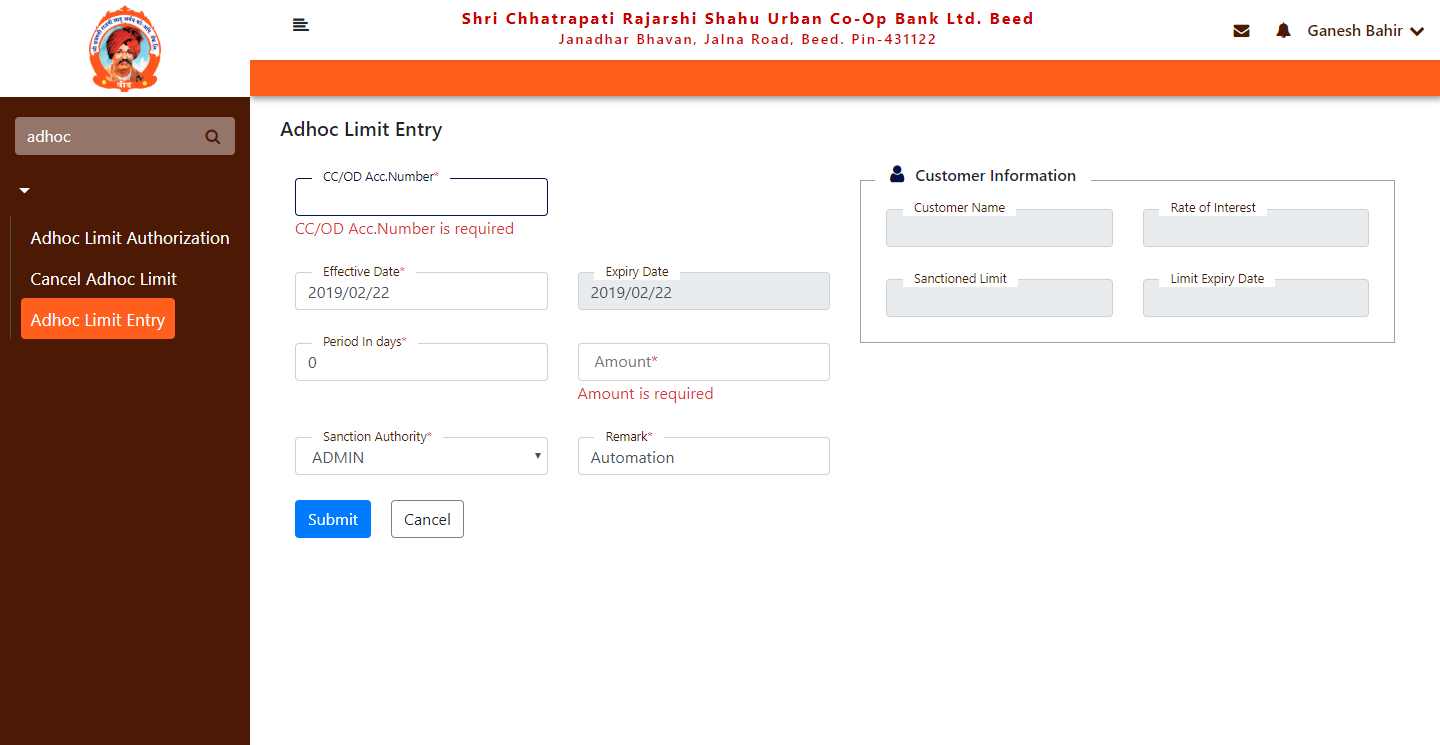 Shri Chhatrapati Rajarshi Shahu Urban Co-Op Bank Ltd. Beed
Janadhar Bhavan, Jalna Road, Beed. Pin-431122
Ganesh Bahir
बीड
adhoc
Adhoc Limit Authorization
Cancel Adhoc Limit
Adhoc Limit Entry
Adhoc Limit Entry
CC/OD Acc.Number*
CC/OD Acc.Number is required
Effective Date*
2019/02/22
Expiry Date
2019/02/22
Period In days*
0
Amount*
Amount is required
Sanction Authority*
ADMIN
Remark*
Automation
Submit
Cancel
Customer Information
Customer Name
Rate of Interest
Sanctioned Limit
Limit Expiry Date